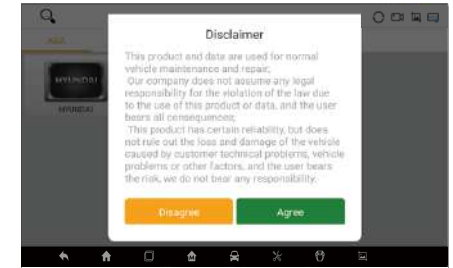 ASIA
Disclaimer
This product and data are used for normal
vehicle maintenance and repair;
Our company does not assume any legal
responsibility for the violation of the law due
to the use of this product or data, and the user
bears all consequences;
This product has certain reliability, but does
not rule out the loss and damage of the vehicle
caused by customer technical problems, vehicle
problems or other factors, and the user bears
the risk, we do not bear any responsibility.
HYUNDAI
HYUNDAI
Disagree
Agree